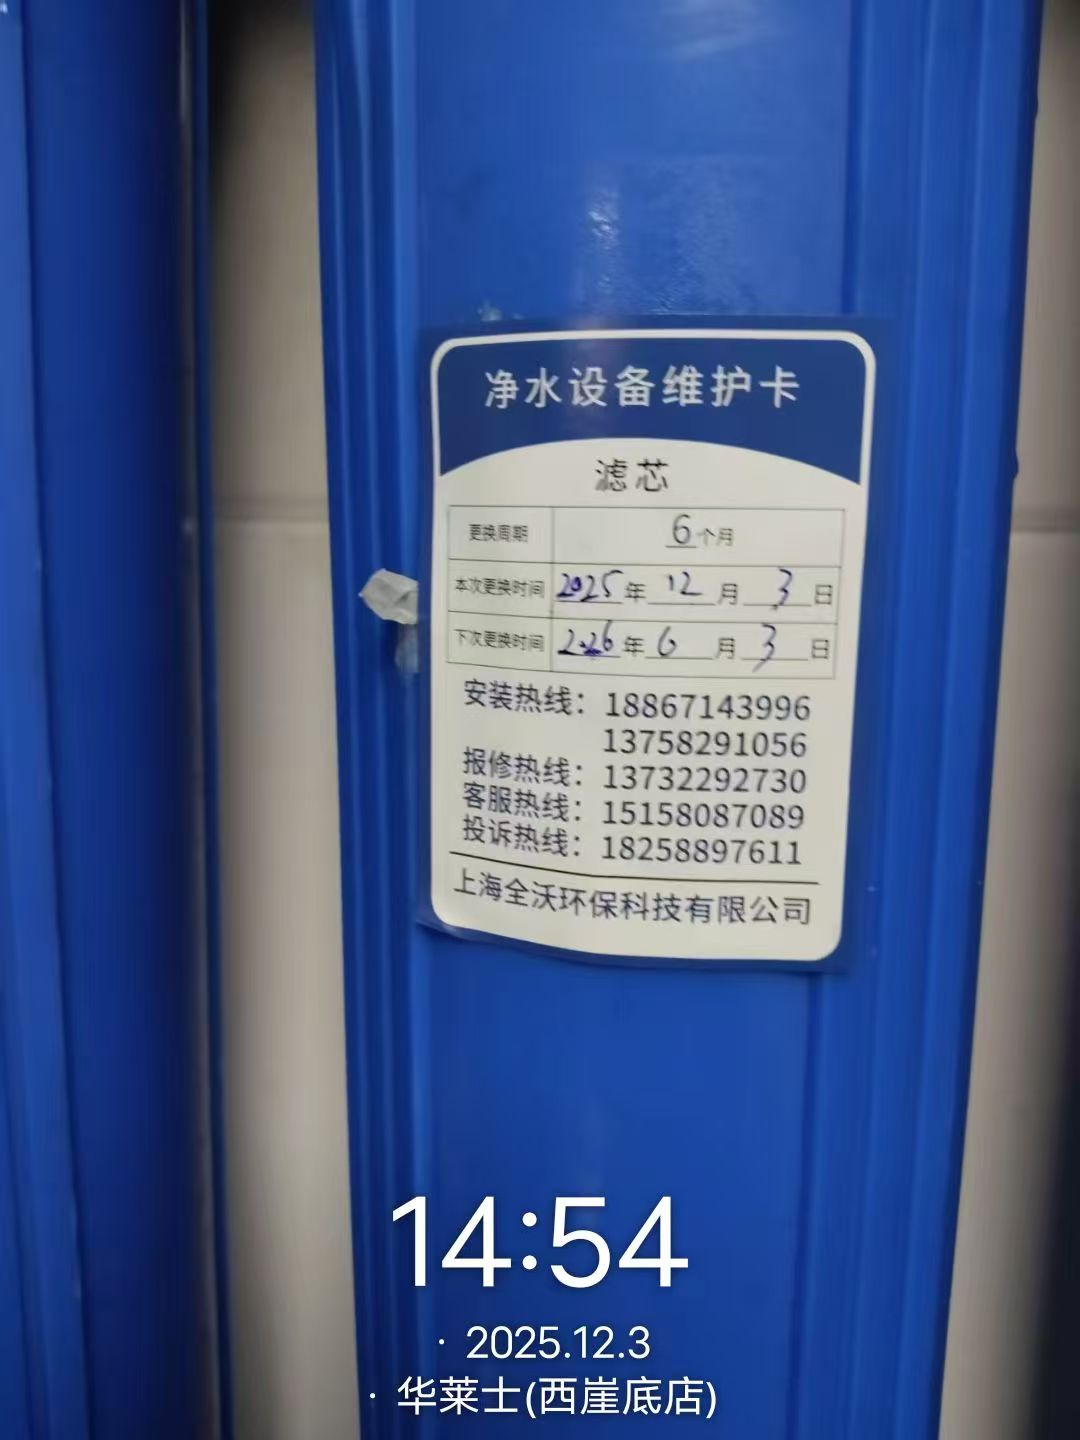 净水设备维护卡
滤芯
更换周期 6个月
本次更换时间 2025年12月3日
下次更换时间 2026年6月3日
安装热线：18867143996
13758291056
报修热线：13732292730
客服热线：15158087089
投诉热线：18258897611
上海全沃环保科技有限公司
14:54
· 2025.12.3
· 华莱士(西崖底店)